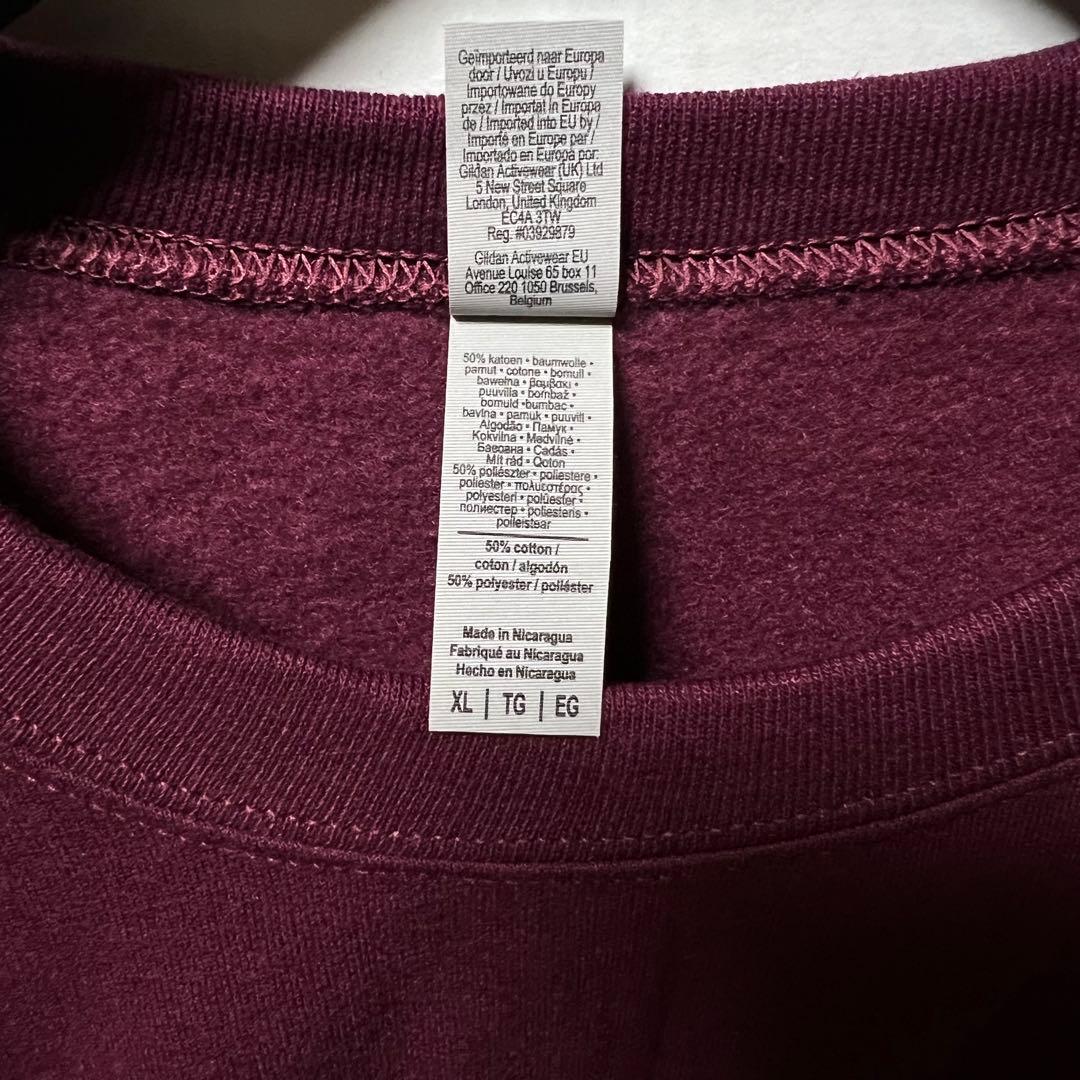 Geïmporteerd naar Europa
door / Uvozi u Europu /
Importowane do Europy
przez / Importat în Europa
de / Imported into EU by /
Importé en Europe par /
Importado en Europa por:
Gildan Activewear (UK) Ltd
5 New Street Square
London, United Kingdom
EC4A 3TW
Reg. #03929879
Gildan Activewear EU
Avenue Louise 65 box 11
Office 220 1050 Brussels,
Belgium
50% katoen • baumwolle •
pamut • cotone • bomull •
bawełna • βαμβακι •
puuvilla • bombaž •
bomuld •bumbac •
bavlna • pamuk • puuvill •
Algodão • Памук •
Kokvilna • Medvilnė •
Бавовна • Cadás •
Mit rád • Qoton
50% poliészter • poliestere •
poliester • πολυεστέρας •
polyesteri • polüester •
полиестер • poliesteris •
poileistear
50% cotton /
coton / algodón
50% polyester / poliéster
Made in Nicaragua
Fabriqué au Nicaragua
Hecho en Nicaragua
XL | TG | EG